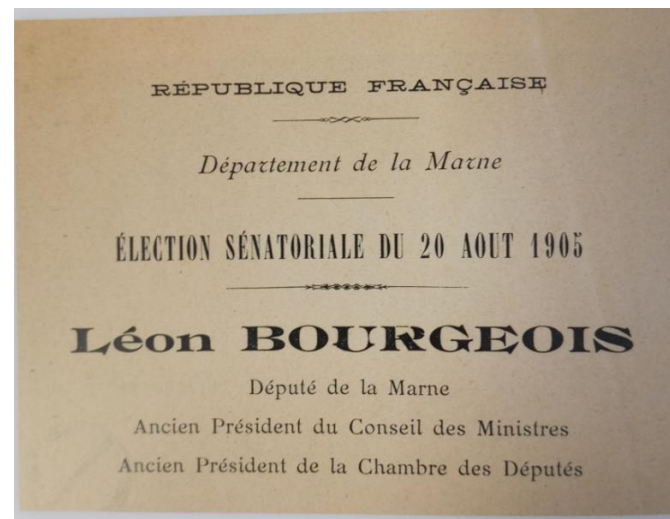 RÉPUBLIQUE FRANÇAISE
Département de la Marne
ÉLECTION SÉNATORIALE DU 20 AOUT 1905
Léon BOURGEOIS
Député de la Marne
Ancien Président du Conseil des Ministres
Ancien Président de la Chambre des Députés